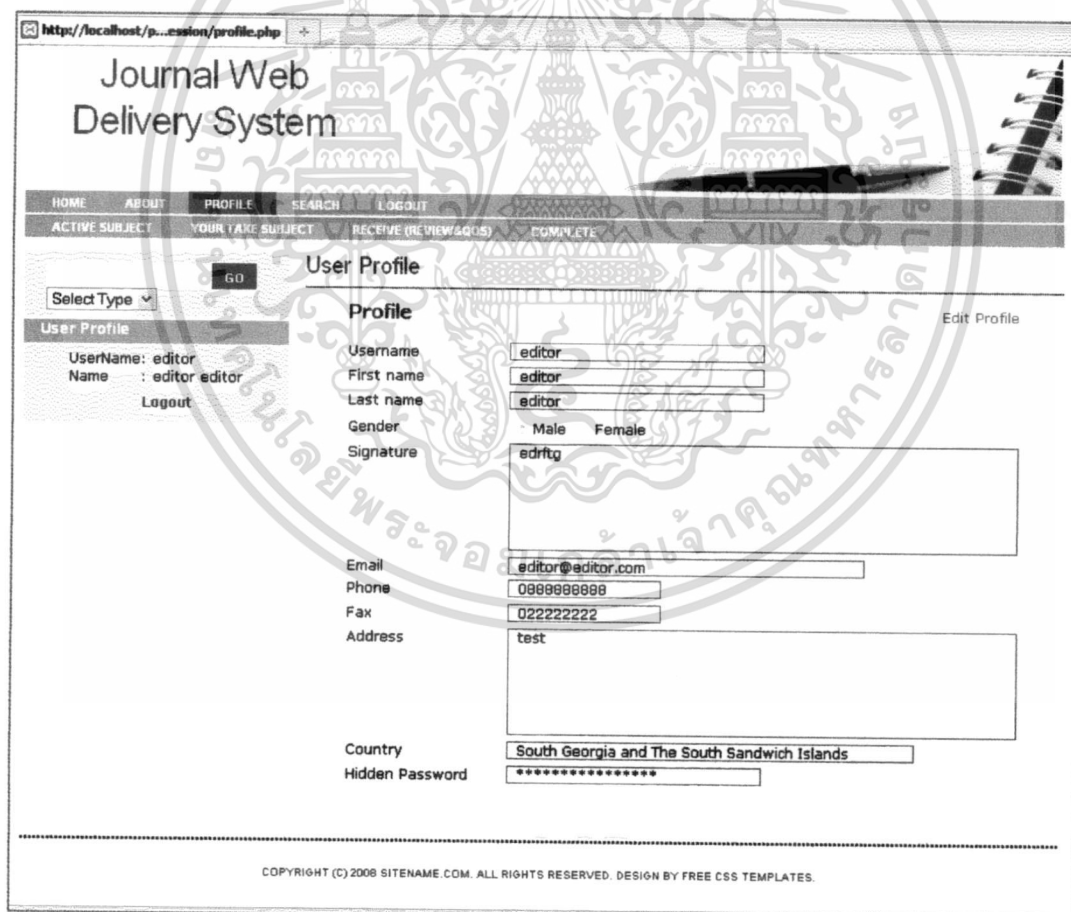 http://localhost/p...ession/profile.php
Journal Web
Delivery System
HOME ABOUT PROFILE SEARCH LOGOUT
ACTIVE SUBJECT YOUR TAKE SUBJECT RECEIVE (REVIEW&QOS) COMPLETE
GO
Select Type
User Profile
UserName: editor
Name : editor editor
Logout
User Profile
Profile
Edit Profile
Username editor
First name editor
Last name editor
Gender Male Female
Signature edrftg
Email editor@editor.com
Phone 0888888888
Fax 022222222
Address test
Country South Georgia and The South Sandwich Islands
Hidden Password ****************
COPYRIGHT (C) 2008 SITENAME.COM. ALL RIGHTS RESERVED. DESIGN BY FREE CSS TEMPLATES.